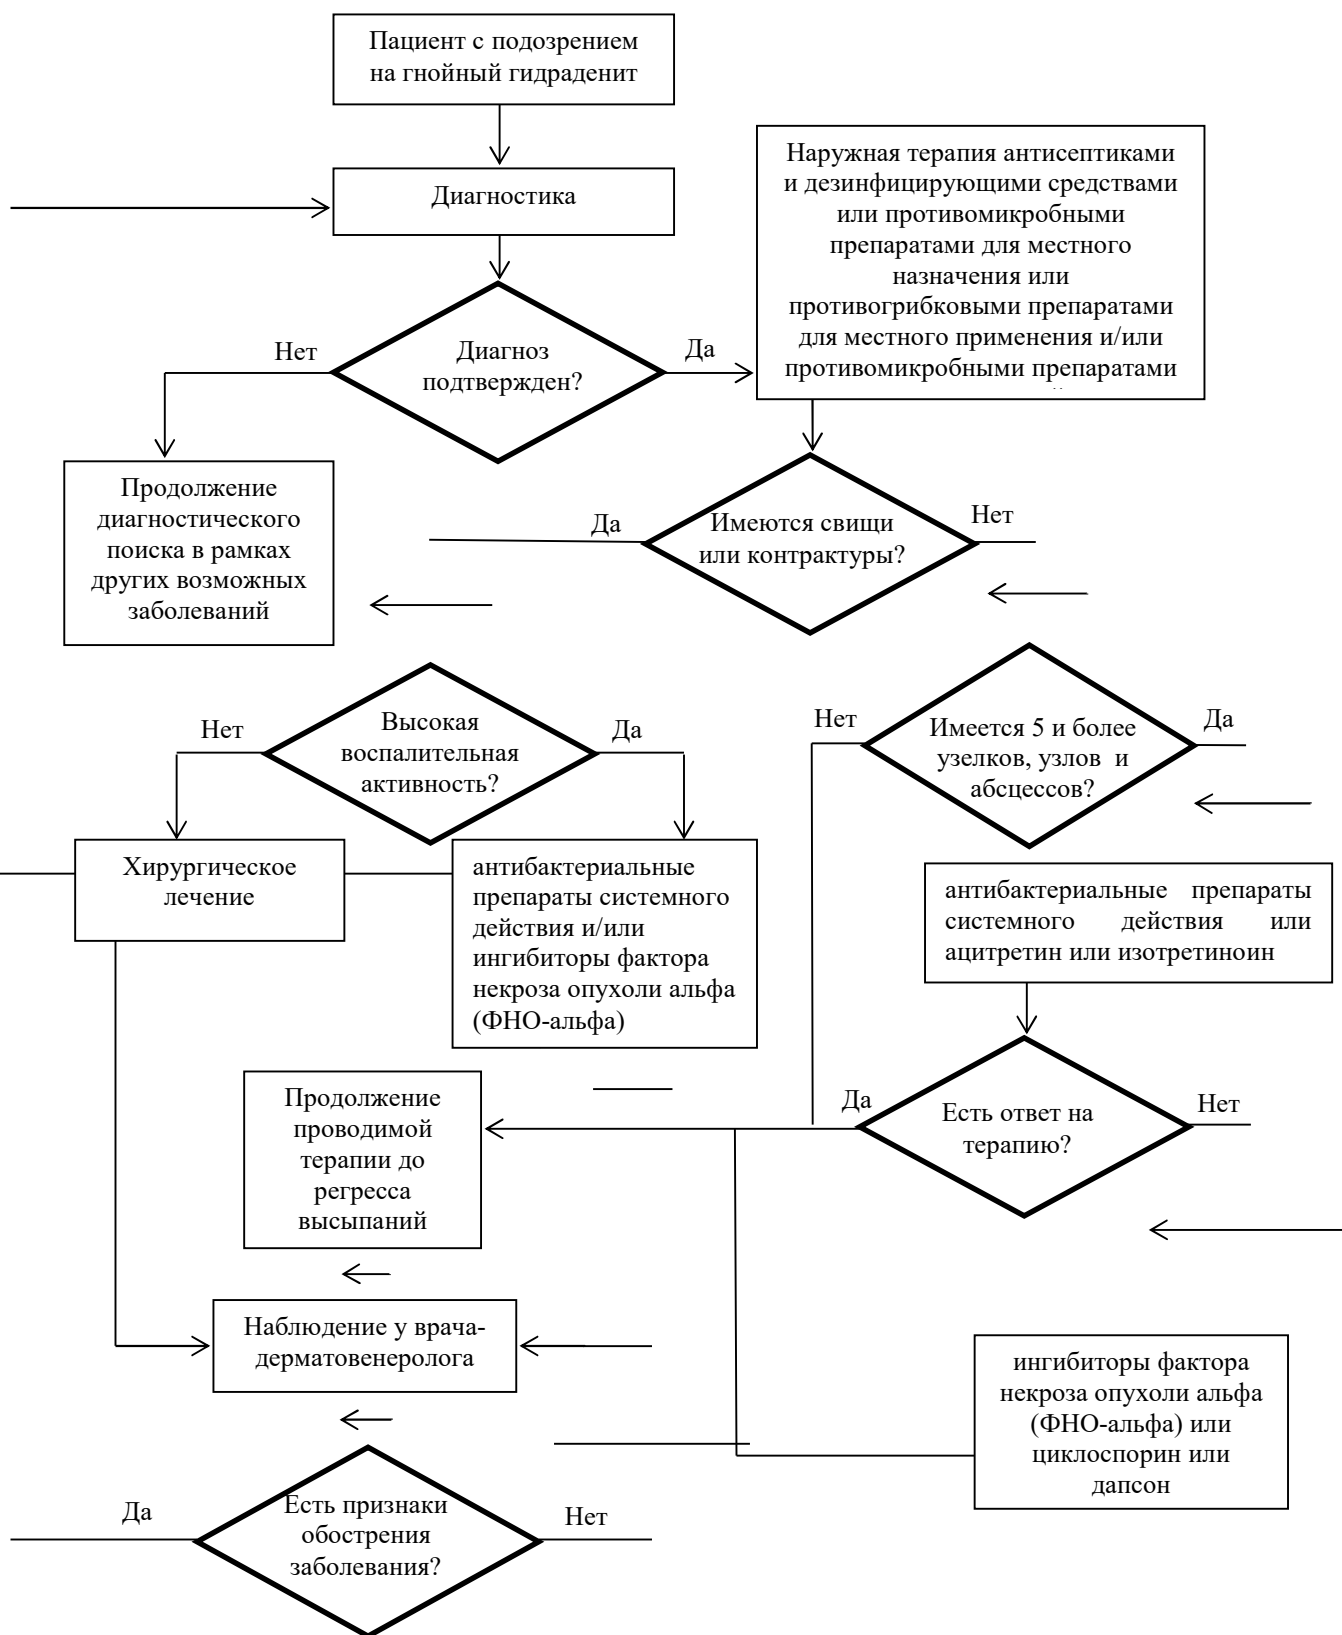 Пациент с подозрением
на гнойный гидраденит
Диагностика
Наружная терапия антисептиками
и дезинфицирующими средствами
или противомикробными
препаратами для местного
назначения или
противогрибковыми препаратами
для местного применения и/или
противомикробными препаратами
Нет
Диагноз
подтвержден?
Да
Продолжение
диагностического
поиска в рамках
других возможных
заболеваний
Да
Имеются свищи
или контрактуры?
Нет
Нет
Высокая
воспалительная
активность?
Да
Нет
Имеется 5 и более
узелков, узлов и
абсцессов?
Да
Хирургическое
лечение
антибактериальные
препараты системного
действия и/или
ингибиторы фактора
некроза опухоли альфа
(ФНО-альфа)
антибактериальные препараты
системного действия или
ацитретин или изотретиноин
Продолжение
проводимой
терапии до
регресса
высыпаний
Да
Есть ответ на
терапию?
Нет
Наблюдение у врача-
дерматовенеролога
ингибиторы фактора
некроза опухоли альфа
(ФНО-альфа) или
циклоспорин или
дапсон
Да
Есть признаки
обострения
заболевания?
Нет